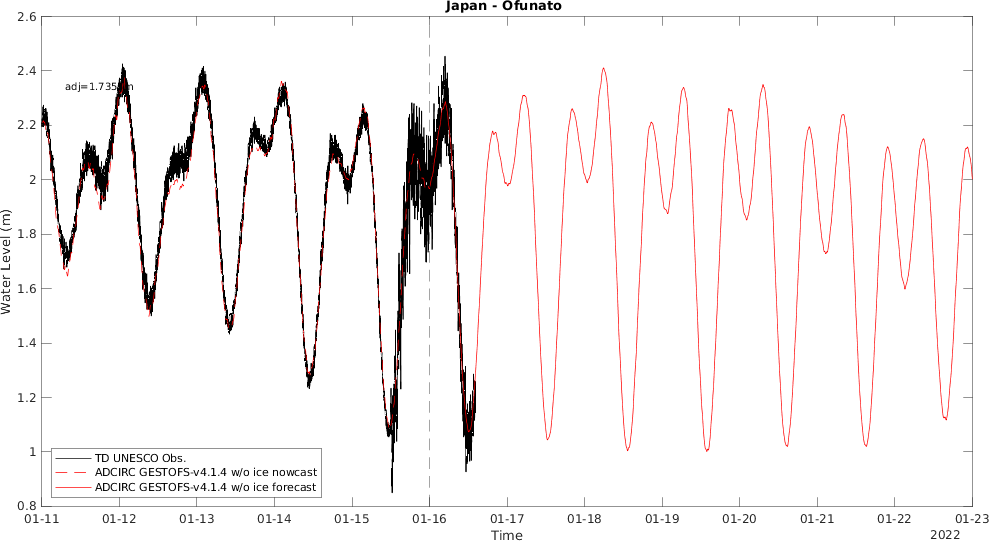 Japan - Ofunato
adj=1.735 m
Water Level (m)
2.6
2.4
2.2
2
1.8
1.6
1.4
1.2
1
0.8
TD UNESCO Obs.
ADCIRC GESTOFS-v4.1.4 w/o ice nowcast
ADCIRC GESTOFS-v4.1.4 w/o ice forecast
01-11 01-12 01-13 01-14 01-15 01-16 01-17 01-18 01-19 01-20 01-21 01-22 01-23
Time
2022